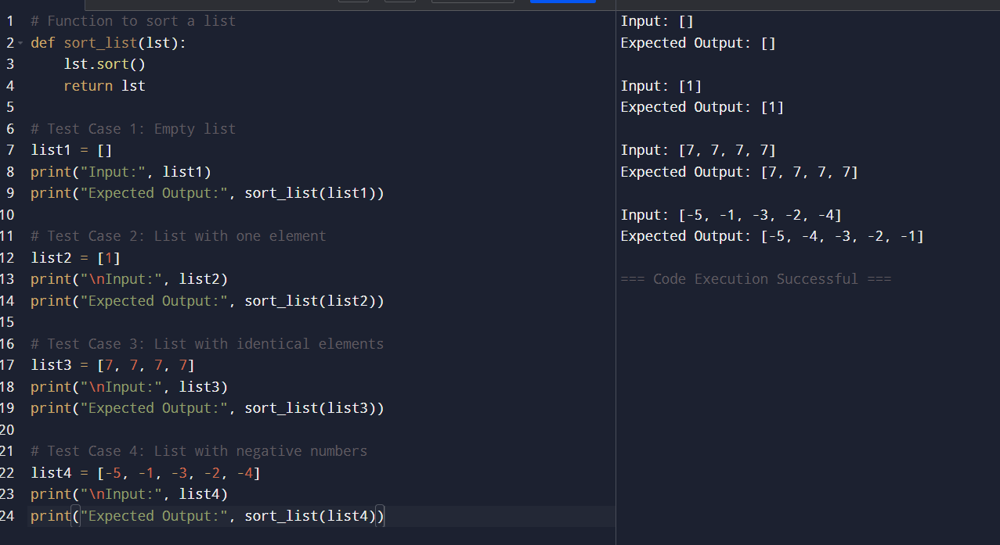 1 # Function to sort a list
2 def sort_list(lst):
3     lst.sort()
4     return lst
5
6 # Test Case 1: Empty list
7 list1 = []
8 print("Input:", list1)
9 print("Expected Output:", sort_list(list1))
10
11 # Test Case 2: List with one element
12 list2 = [1]
13 print("\nInput:", list2)
14 print("Expected Output:", sort_list(list2))
15
16 # Test Case 3: List with identical elements
17 list3 = [7, 7, 7, 7]
18 print("\nInput:", list3)
19 print("Expected Output:", sort_list(list3))
20
21 # Test Case 4: List with negative numbers
22 list4 = [-5, -1, -3, -2, -4]
23 print("\nInput:", list4)
24 print("Expected Output:", sort_list(list4))
Input: []
Expected Output: []
Input: [1]
Expected Output: [1]
Input: [7, 7, 7, 7]
Expected Output: [7, 7, 7, 7]
Input: [-5, -1, -3, -2, -4]
Expected Output: [-5, -4, -3, -2, -1]
=== Code Execution Successful ===